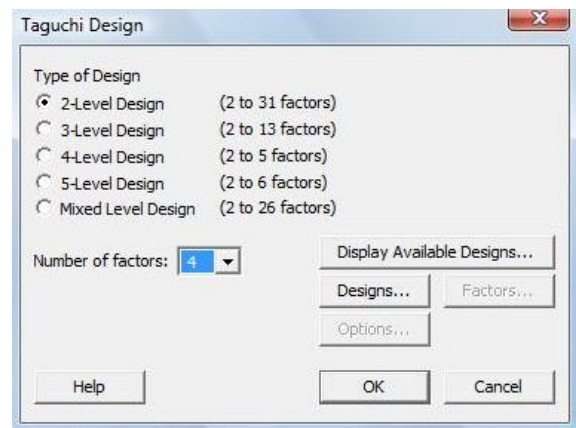 Taguchi Design
Type of Design
2-Level Design (2 to 31 factors)
3-Level Design (2 to 13 factors)
4-Level Design (2 to 5 factors)
5-Level Design (2 to 6 factors)
Mixed Level Design (2 to 26 factors)
Number of factors: 4
Display Available Designs...
Designs... Factors...
Options...
Help OK Cancel